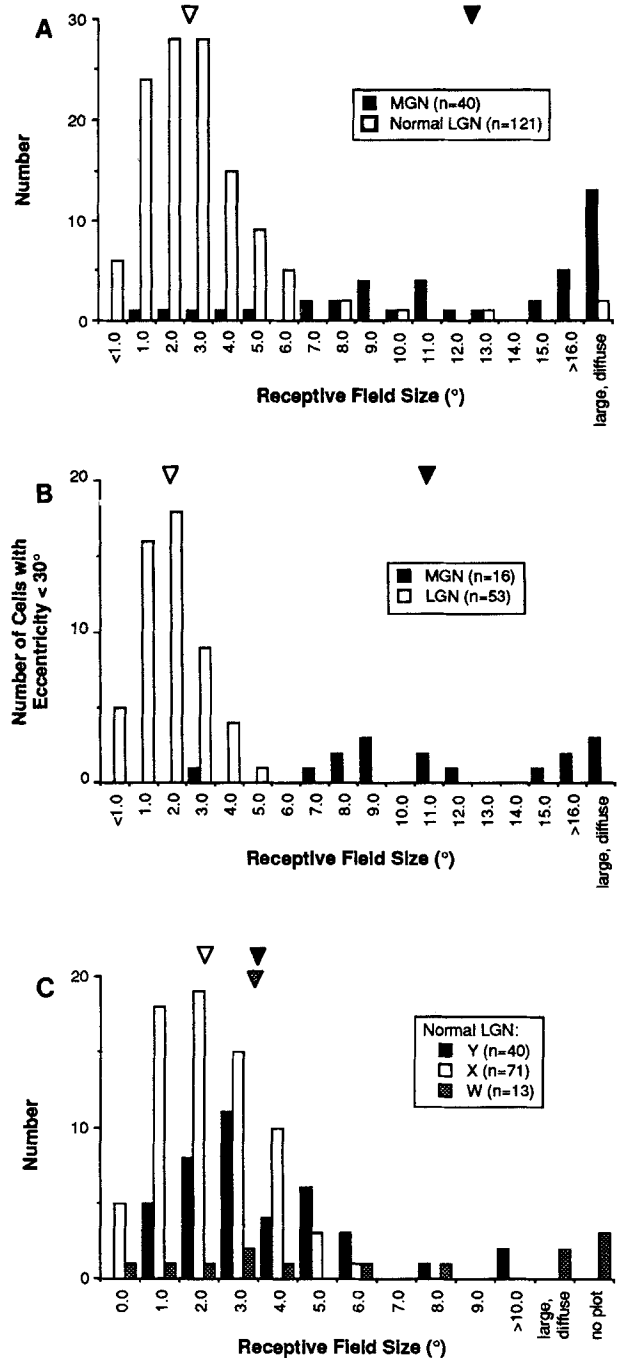 A
30
20
10
0
Number
MGN (n=40)
Normal LGN (n=121)
<1.0
1.0
2.0
3.0
4.0
5.0
6.0
7.0
8.0
9.0
10.0
11.0
12.0
13.0
14.0
15.0
>16.0
large, diffuse
Receptive Field Size (°)
B
20
10
0
Number of Cells with
Eccentricity < 30°
MGN (n=16)
LGN (n=53)
<1.0
1.0
2.0
3.0
4.0
5.0
6.0
7.0
8.0
9.0
10.0
11.0
12.0
13.0
14.0
15.0
>16.0
large, diffuse
Receptive Field Size (°)
C
20
10
0
Number
Normal LGN:
Y (n=40)
X (n=71)
W (n=13)
0.0
1.0
2.0
3.0
4.0
5.0
6.0
7.0
8.0
9.0
>10.0
large,
diffuse
no plot
Receptive Field Size (°)